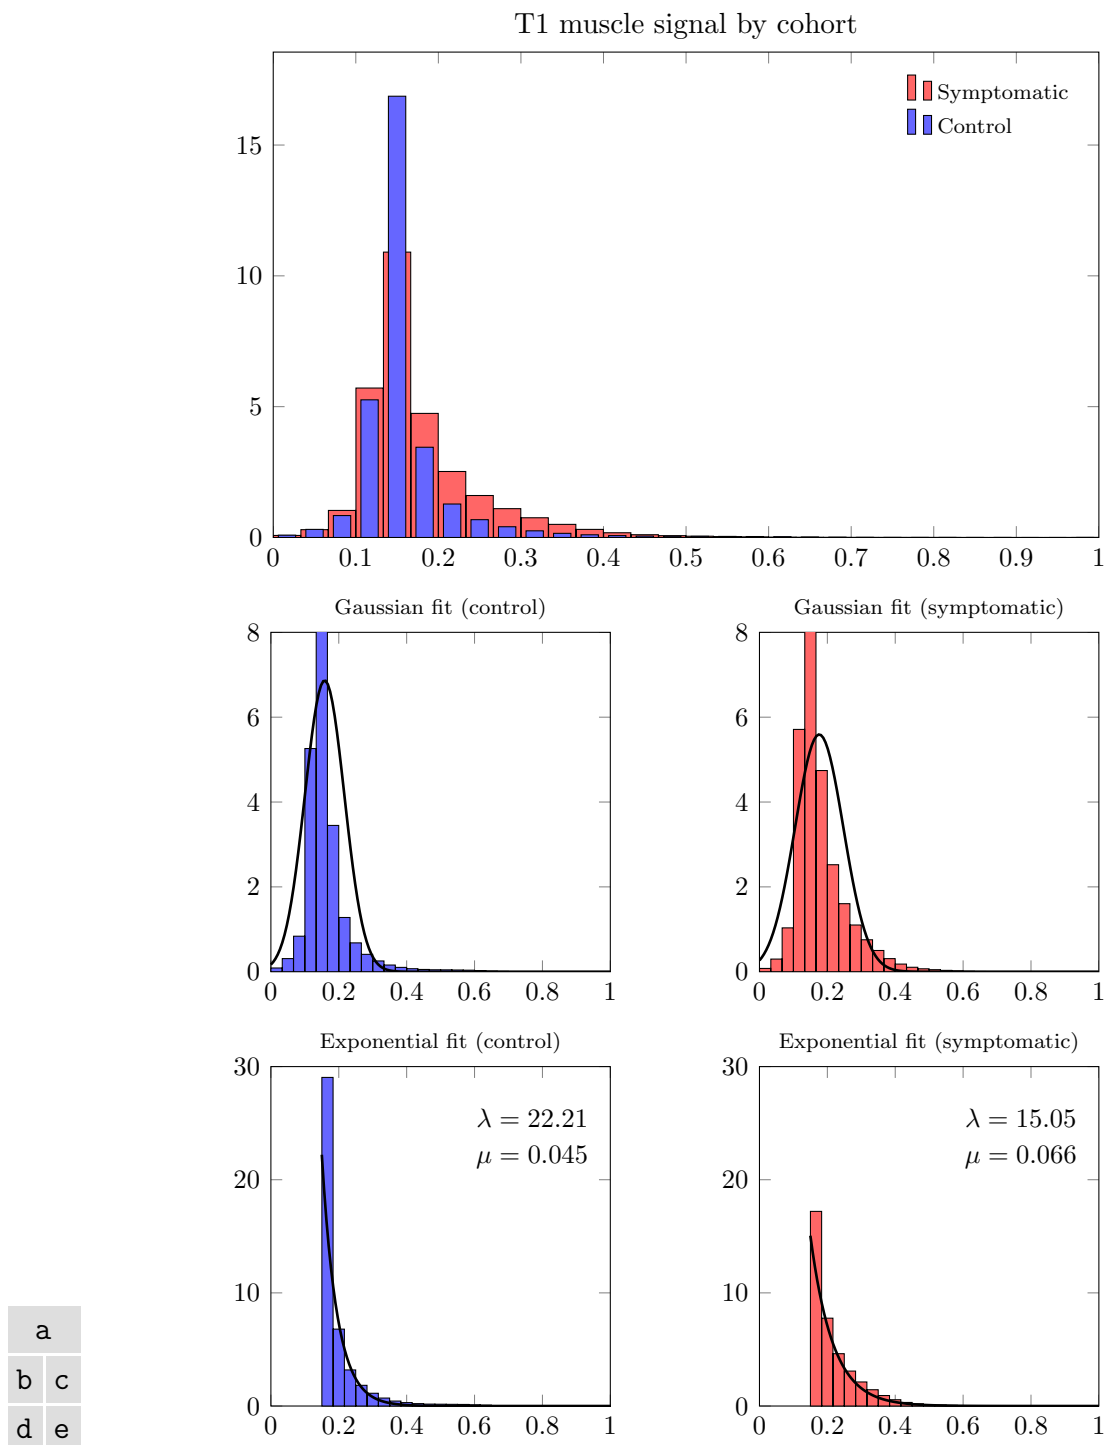 T1 muscle signal by cohort
Symptomatic
Control
15
10
5
0
0 0.1 0.2 0.3 0.4 0.5 0.6 0.7 0.8 0.9 1
Gaussian fit (control)
8
6
4
2
0
0 0.2 0.4 0.6 0.8 1
Gaussian fit (symptomatic)
8
6
4
2
0
0 0.2 0.4 0.6 0.8 1
Exponential fit (control)
30
20
10
0
λ = 22.21
μ = 0.045
0 0.2 0.4 0.6 0.8 1
Exponential fit (symptomatic)
30
20
10
0
λ = 15.05
μ = 0.066
0 0.2 0.4 0.6 0.8 1
a
b c
d e